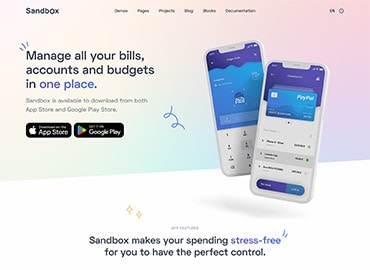 Sandbox
Demos Pages Projects Blog Blocks Documentation EN
Manage all your bills,
accounts and budgets
in one place.
Sandbox is available to download from both
App Store and Google Play Store.
Download on the
App Store
GET IT ON
Google Play
PayPal
APP FEATURES
Sandbox makes your spending stress-free
for you to have the perfect control.